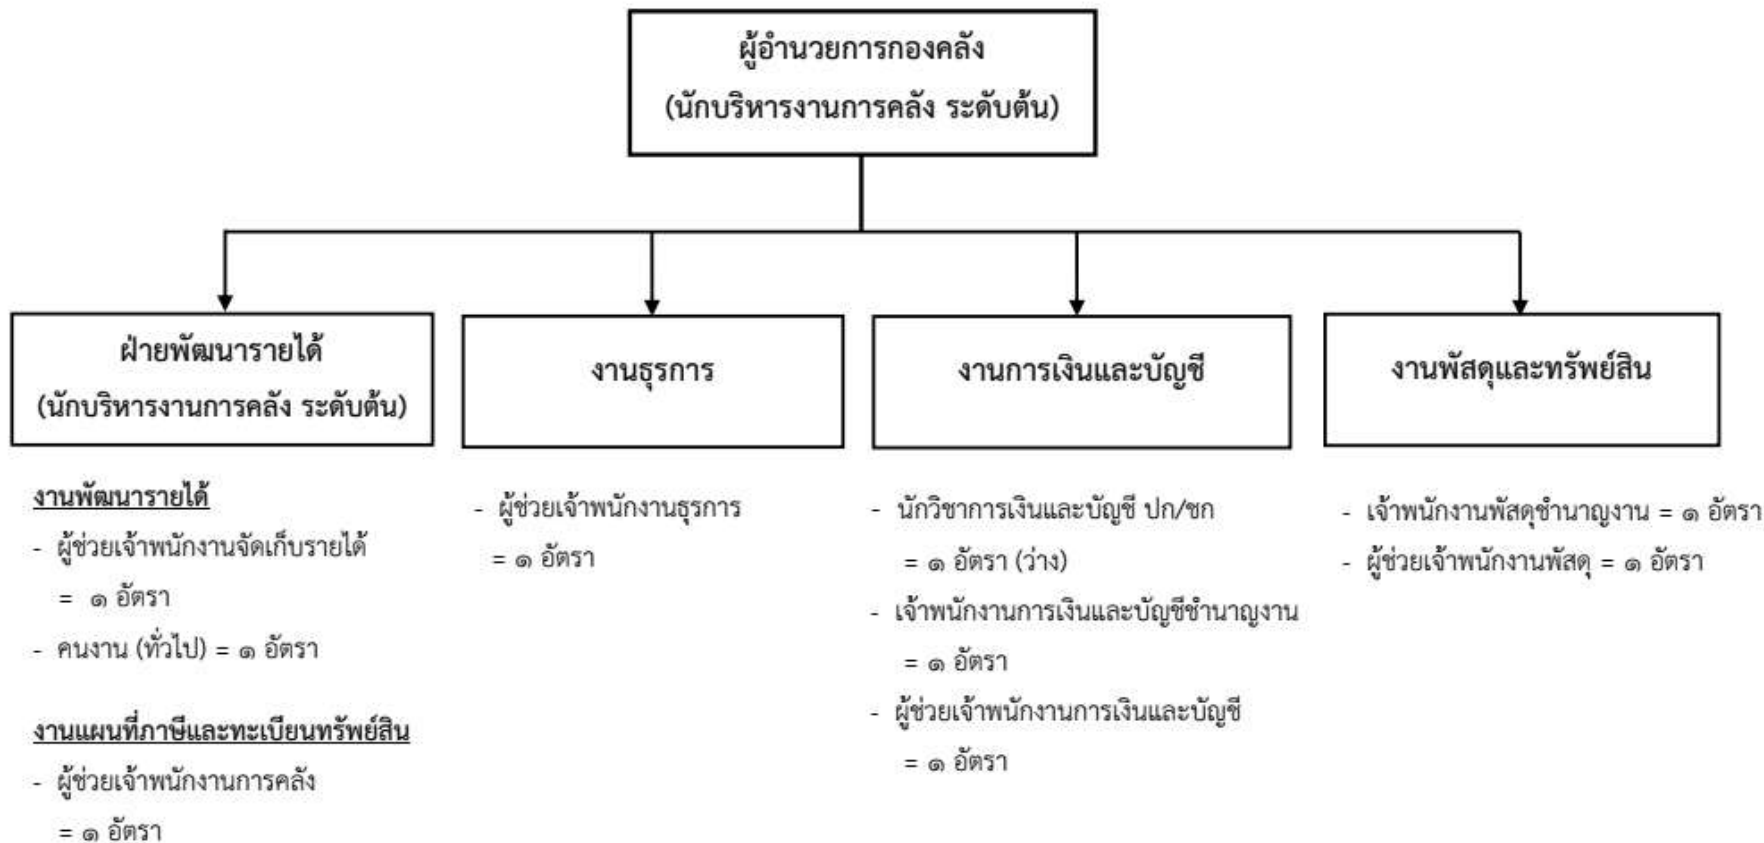 ผู้อำนวยการกองคลัง
(นักบริหารงานการคลัง ระดับต้น)
ฝ่ายพัฒนารายได้
(นักบริหารงานการคลัง ระดับต้น)
งานพัฒนารายได้
- ผู้ช่วยเจ้าพนักงานจัดเก็บรายได้
= ๑ อัตรา
- คนงาน (ทั่วไป) = ๑ อัตรา
งานแผนที่ภาษีและทะเบียนทรัพย์สิน
- ผู้ช่วยเจ้าพนักงานการคลัง
= ๑ อัตรา
งานธุรการ
- ผู้ช่วยเจ้าพนักงานธุรการ
= ๑ อัตรา
งานการเงินและบัญชี
- นักวิชาการเงินและบัญชี ปก/ชก
= ๑ อัตรา (ว่าง)
- เจ้าพนักงานการเงินและบัญชีชำนาญงาน
= ๑ อัตรา
- ผู้ช่วยเจ้าพนักงานการเงินและบัญชี
= ๑ อัตรา
งานพัสดุและทรัพย์สิน
- เจ้าพนักงานพัสดุชำนาญงาน = ๑ อัตรา
- ผู้ช่วยเจ้าพนักงานพัสดุ = ๑ อัตรา